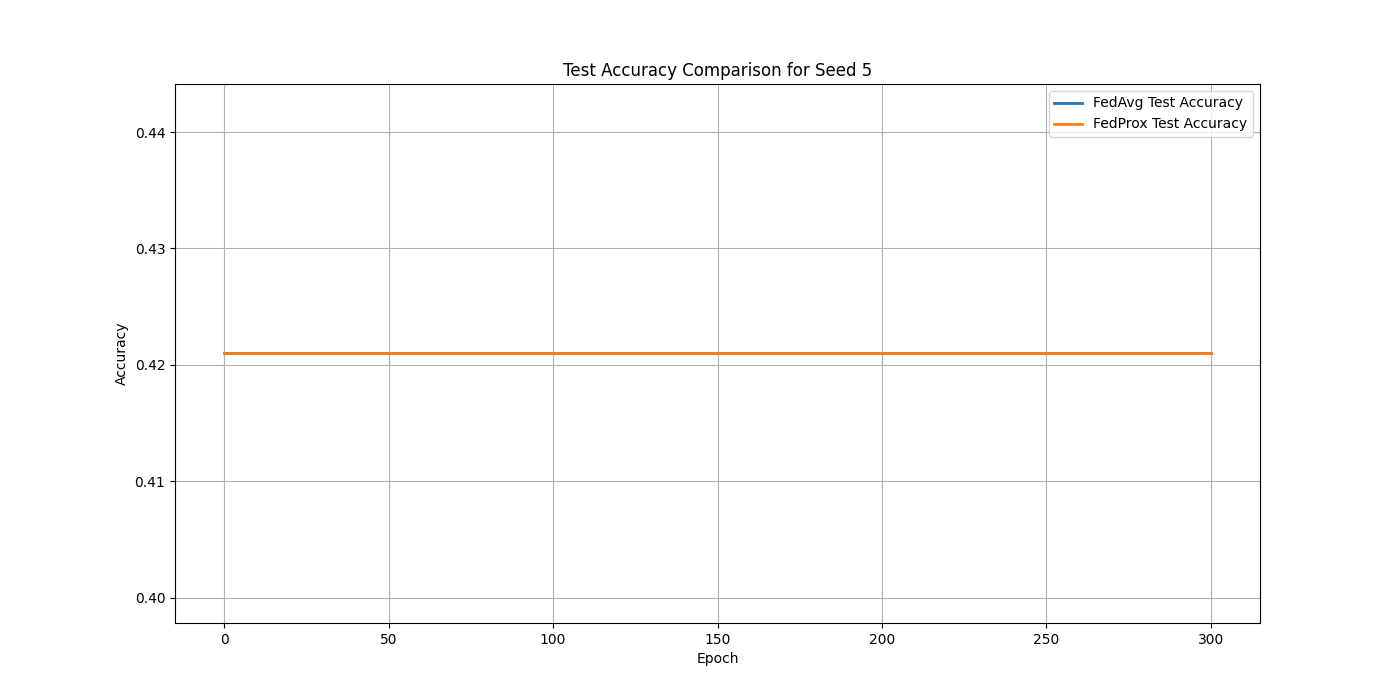 Test Accuracy Comparison for Seed 5
FedAvg Test Accuracy
FedProx Test Accuracy
0.44
0.43
0.42
0.41
0.40
Accuracy
0 50 100 150 200 250 300
Epoch